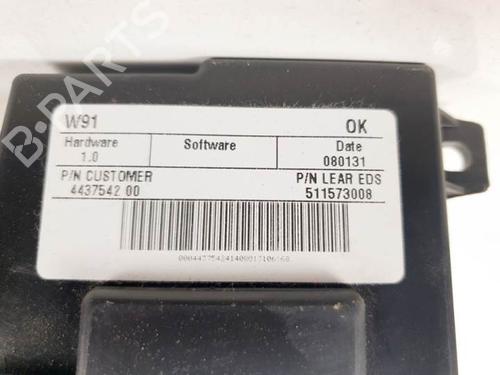 W91 OK
Hardware Software Date
1.0 080131
P/N CUSTOMER P/N LEAR EDS
4437542 00 511573008
B-PARTS